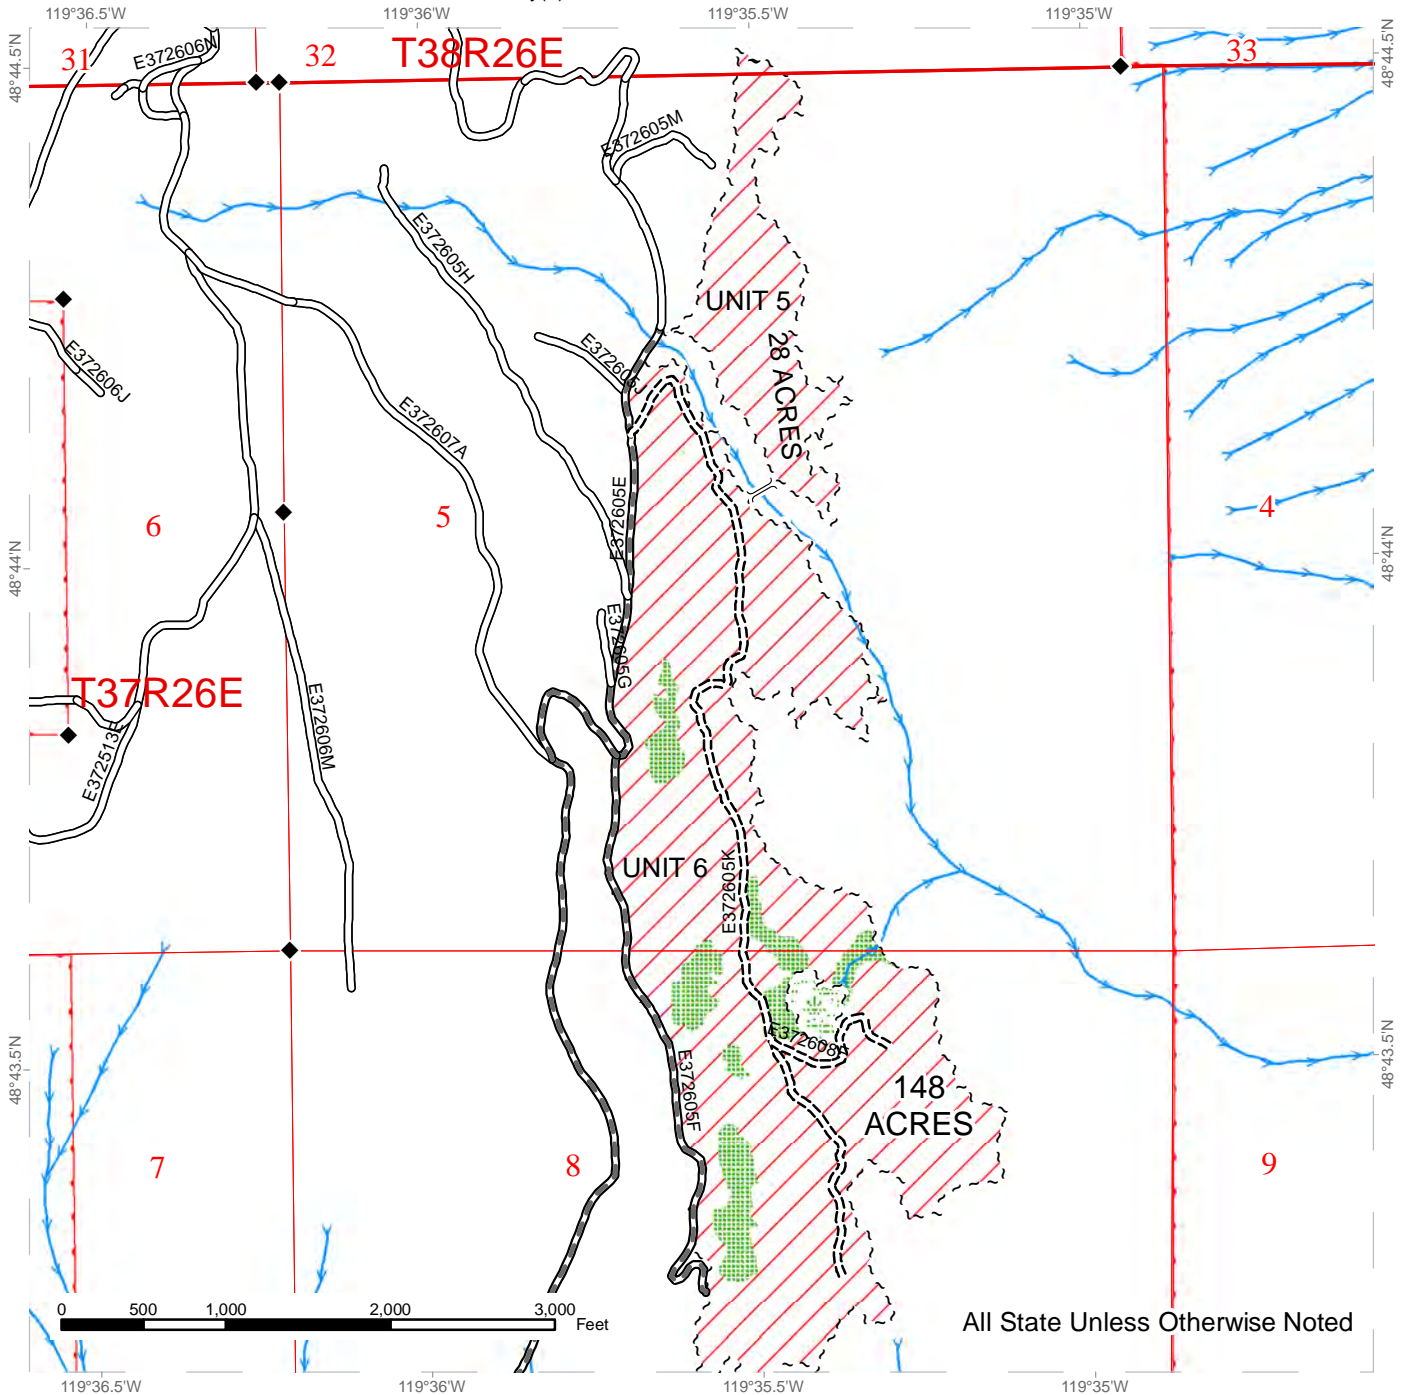 119°36.5'W
119°36'W
119°35.5'W
119°35'W
48°44.5'N
48°44.5'N
31
E372606N
32
T38R26E
33
E372605M
E372605H
UNIT 5
28 ACRES
E372605J
E372606J
E372607A
E372605E
6
5
4
48°44'N
48°44'N
E372605G
T37R26E
E372606M
E372513E
UNIT 6
E372605K
E372608F
E372605F
148
ACRES
48°43.5'N
48°43.5'N
7
8
9
0
500
1,000
2,000
3,000
Feet
All State Unless Otherwise Noted
119°36.5'W
119°36'W
119°35.5'W
119°35'W